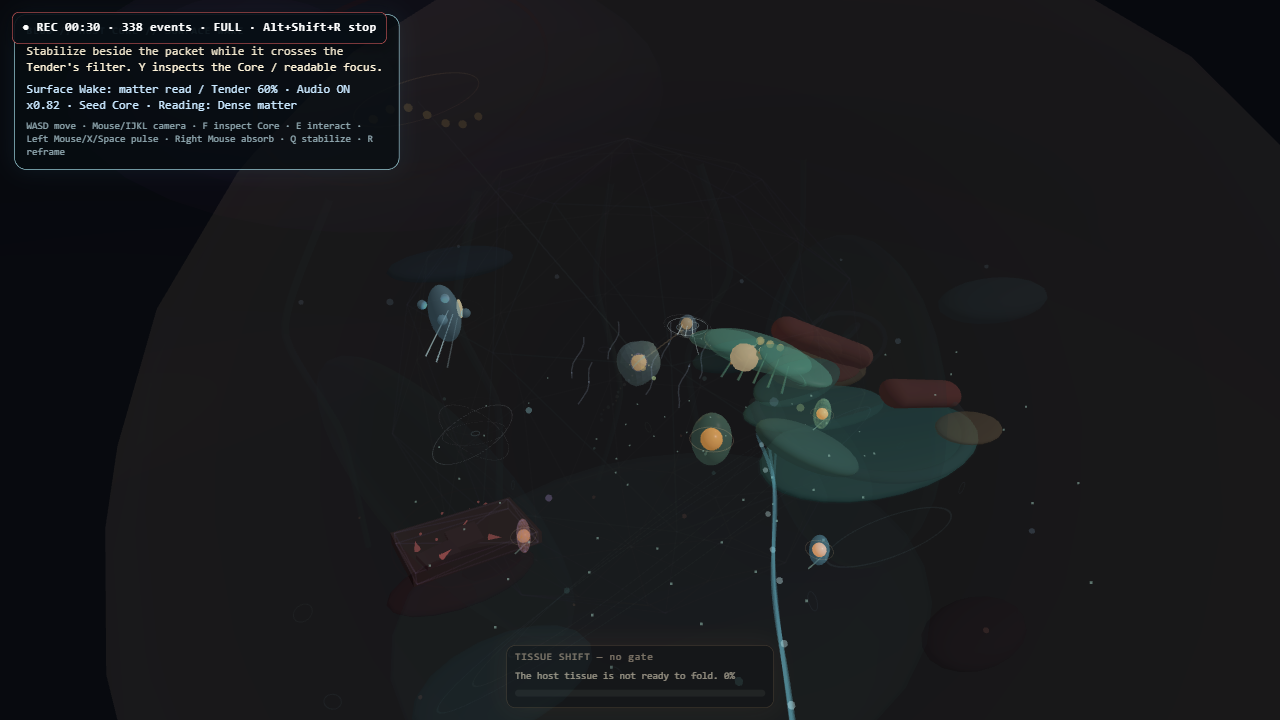 ● REC 00:30 · 338 events · FULL · Alt+Shift+R stop
Stabilize beside the packet while it crosses the
Tender's filter. Y inspects the Core / readable focus.
Surface Wake: matter read / Tender 60% · Audio ON
x0.82 · Seed Core · Reading: Dense matter
WASD move · Mouse/IJKL camera · F inspect Core · E interact ·
Left Mouse/X/Space pulse · Right Mouse absorb · Q stabilize · R
reframe
TISSUE SHIFT — no gate
The host tissue is not ready to fold. 0%